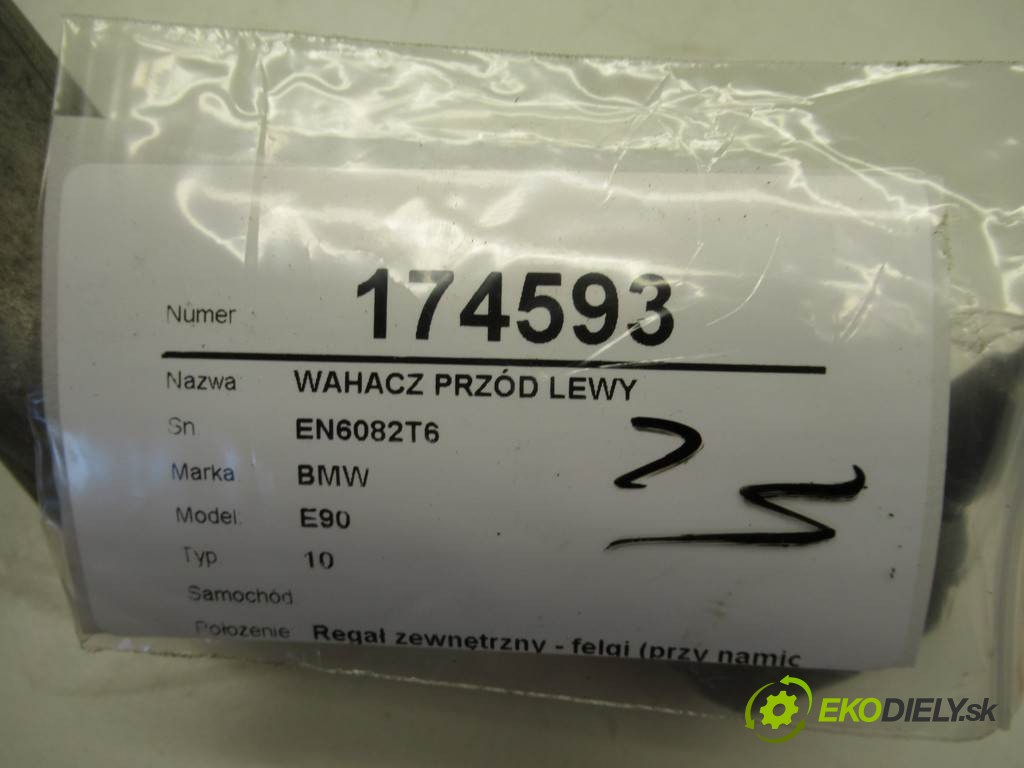 Numer 174593
Nazwa WAHACZ PRZÓD LEWY
Sn EN6082T6
Marka BMW
Model E90
Typ 10
Samochód
Położenie Regał zewnętrzny - felgi (przy namic
EKODIELY.sk